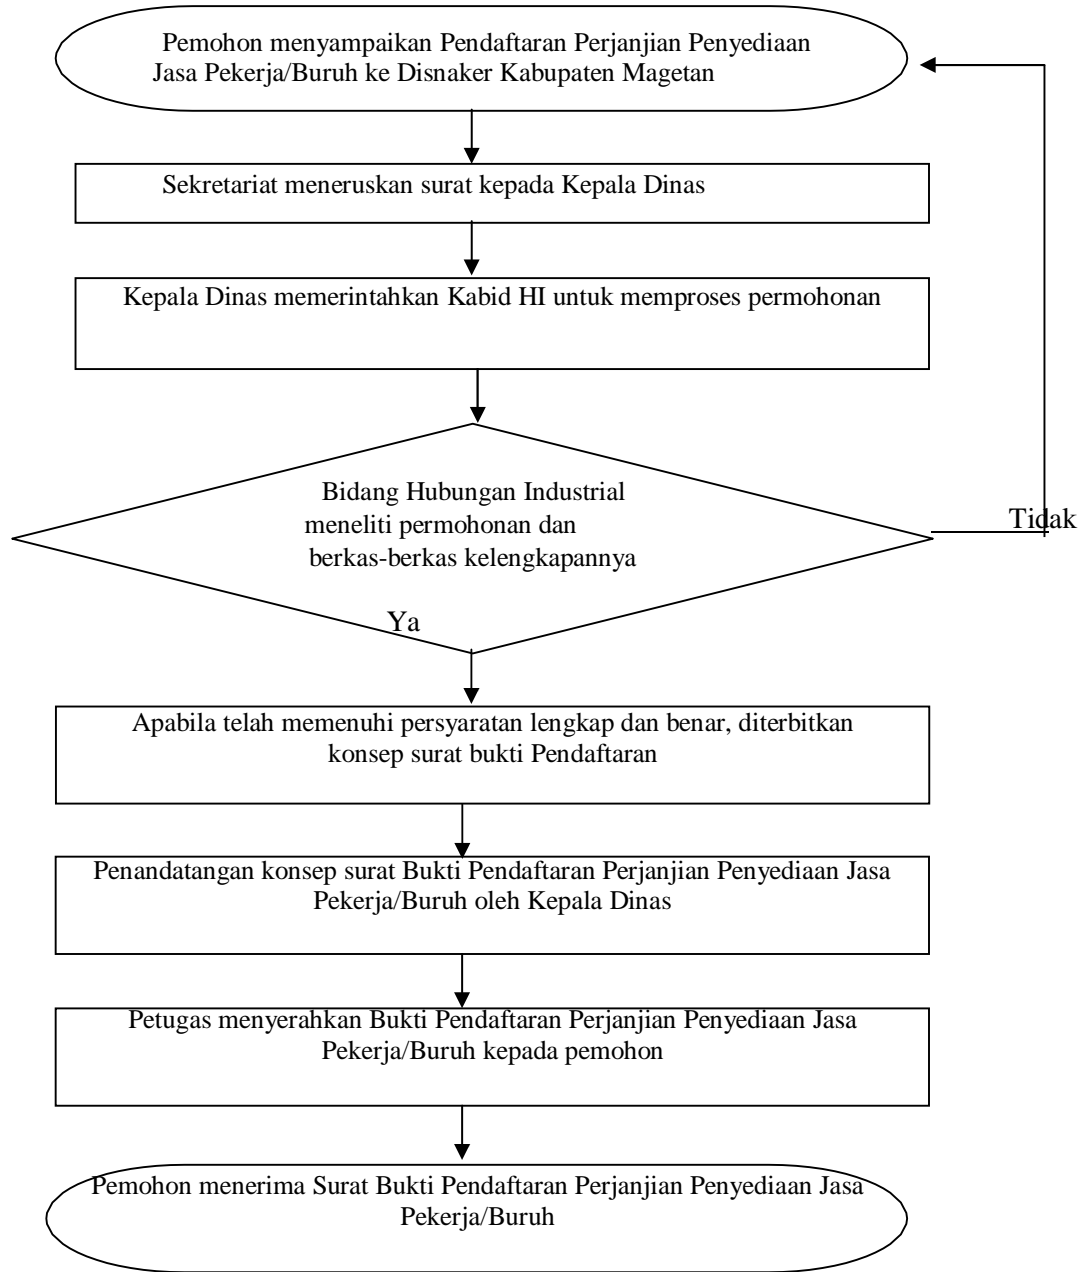 Pemohon menyampaikan Pendaftaran Perjanjian Penyediaan
Jasa Pekerja/Buruh ke Disnaker Kabupaten Magetan
Sekretariat meneruskan surat kepada Kepala Dinas
Kepala Dinas memerintahkan Kabid HI untuk memproses permohonan
Bidang Hubungan Industrial
meneliti permohonan dan
berkas-berkas kelengkapannya
Tidak
Ya
Apabila telah memenuhi persyaratan lengkap dan benar, diterbitkan
konsep surat bukti Pendaftaran
Penandatangan konsep surat Bukti Pendaftaran Perjanjian Penyediaan Jasa
Pekerja/Buruh oleh Kepala Dinas
Petugas menyerahkan Bukti Pendaftaran Perjanjian Penyediaan Jasa
Pekerja/Buruh kepada pemohon
Pemohon menerima Surat Bukti Pendaftaran Perjanjian Penyediaan Jasa
Pekerja/Buruh